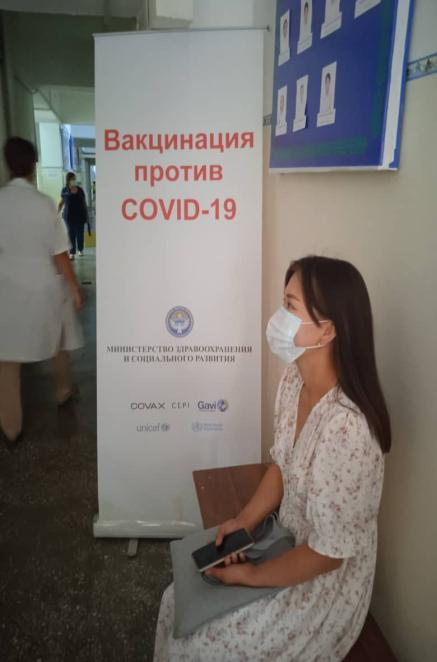 Вакцинация
против
COVID-19
МИНИСТЕРСТВО ЗДРАВООХРАНЕНИЯ
И СОЦИАЛЬНОГО РАЗВИТИЯ
COVAX CEPI Gavi
unicef